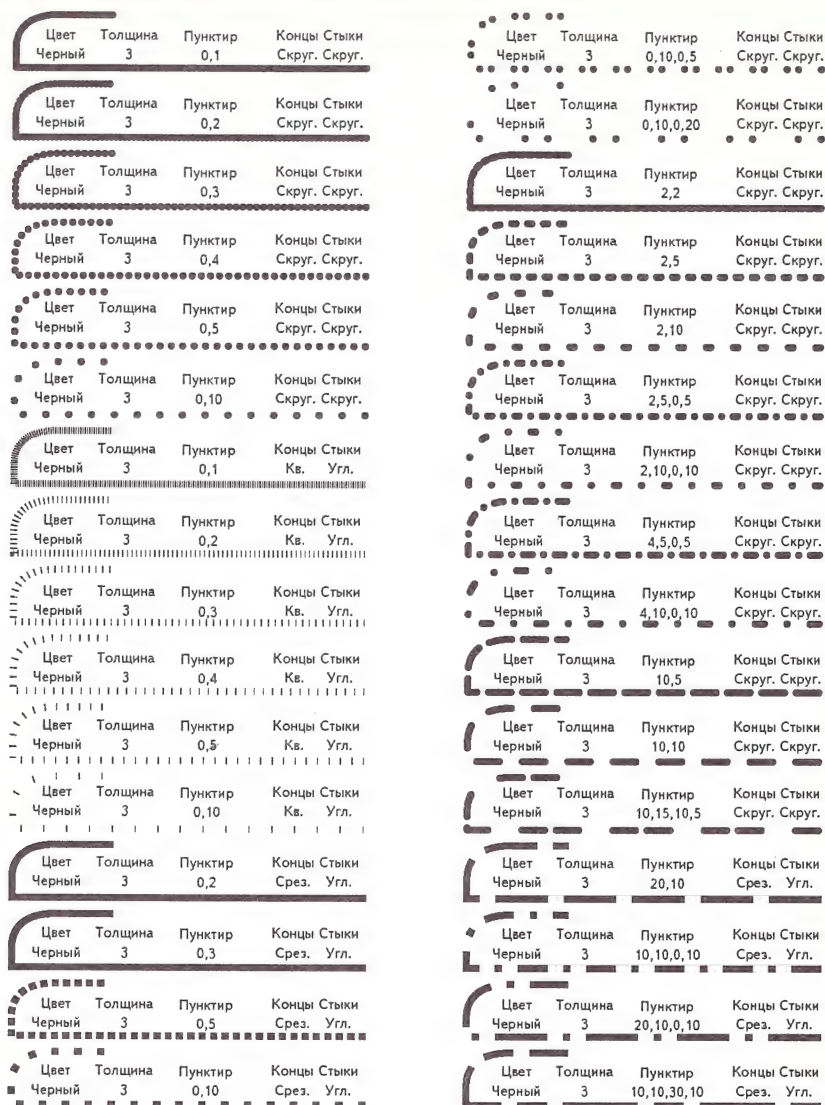 Цвет Толщина Пунктир Концы Стыки
Черный 3 0,1 Скруг. Скруг.
Цвет Толщина Пунктир Концы Стыки
Черный 3 0,2 Скруг. Скруг.
Цвет Толщина Пунктир Концы Стыки
Черный 3 0,3 Скруг. Скруг.
Цвет Толщина Пунктир Концы Стыки
Черный 3 0,4 Скруг. Скруг.
Цвет Толщина Пунктир Концы Стыки
Черный 3 0,5 Скруг. Скруг.
Цвет Толщина Пунктир Концы Стыки
Черный 3 0,10 Скруг. Скруг.
Цвет Толщина Пунктир Концы Стыки
Черный 3 0,1 Кв. Угл.
Цвет Толщина Пунктир Концы Стыки
Черный 3 0,2 Кв. Угл.
Цвет Толщина Пунктир Концы Стыки
Черный 3 0,3 Кв. Угл.
Цвет Толщина Пунктир Концы Стыки
Черный 3 0,4 Кв. Угл.
Цвет Толщина Пунктир Концы Стыки
Черный 3 0,5 Кв. Угл.
Цвет Толщина Пунктир Концы Стыки
Черный 3 0,10 Кв. Угл.
Цвет Толщина Пунктир Концы Стыки
Черный 3 0,2 Срез. Угл.
Цвет Толщина Пунктир Концы Стыки
Черный 3 0,3 Срез. Угл.
Цвет Толщина Пунктир Концы Стыки
Черный 3 0,5 Срез. Угл.
Цвет Толщина Пунктир Концы Стыки
Черный 3 0,10 Срез. Угл.
Цвет Толщина Пунктир Концы Стыки
Черный 3 0,10,0,5 Скруг. Скруг.
Цвет Толщина Пунктир Концы Стыки
Черный 3 0,10,0,20 Скруг. Скруг.
Цвет Толщина Пунктир Концы Стыки
Черный 3 2,2 Скруг. Скруг.
Цвет Толщина Пунктир Концы Стыки
Черный 3 2,5 Скруг. Скруг.
Цвет Толщина Пунктир Концы Стыки
Черный 3 2,10 Скруг. Скруг.
Цвет Толщина Пунктир Концы Стыки
Черный 3 2,5,0,5 Скруг. Скруг.
Цвет Толщина Пунктир Концы Стыки
Черный 3 2,10,0,10 Скруг. Скруг.
Цвет Толщина Пунктир Концы Стыки
Черный 3 4,5,0,5 Скруг. Скруг.
Цвет Толщина Пунктир Концы Стыки
Черный 3 4,10,0,10 Скруг. Скруг.
Цвет Толщина Пунктир Концы Стыки
Черный 3 10,5 Скруг. Скруг.
Цвет Толщина Пунктир Концы Стыки
Черный 3 10,10 Скруг. Скруг.
Цвет Толщина Пунктир Концы Стыки
Черный 3 10,15,10,5 Скруг. Скруг.
Цвет Толщина Пунктир Концы Стыки
Черный 3 20,10 Срез. Угл.
Цвет Толщина Пунктир Концы Стыки
Черный 3 10,10,0,10 Срез. Угл.
Цвет Толщина Пунктир Концы Стыки
Черный 3 20,10,0,10 Срез. Угл.
Цвет Толщина Пунктир Концы Стыки
Черный 3 10,10,30,10 Срез. Угл.